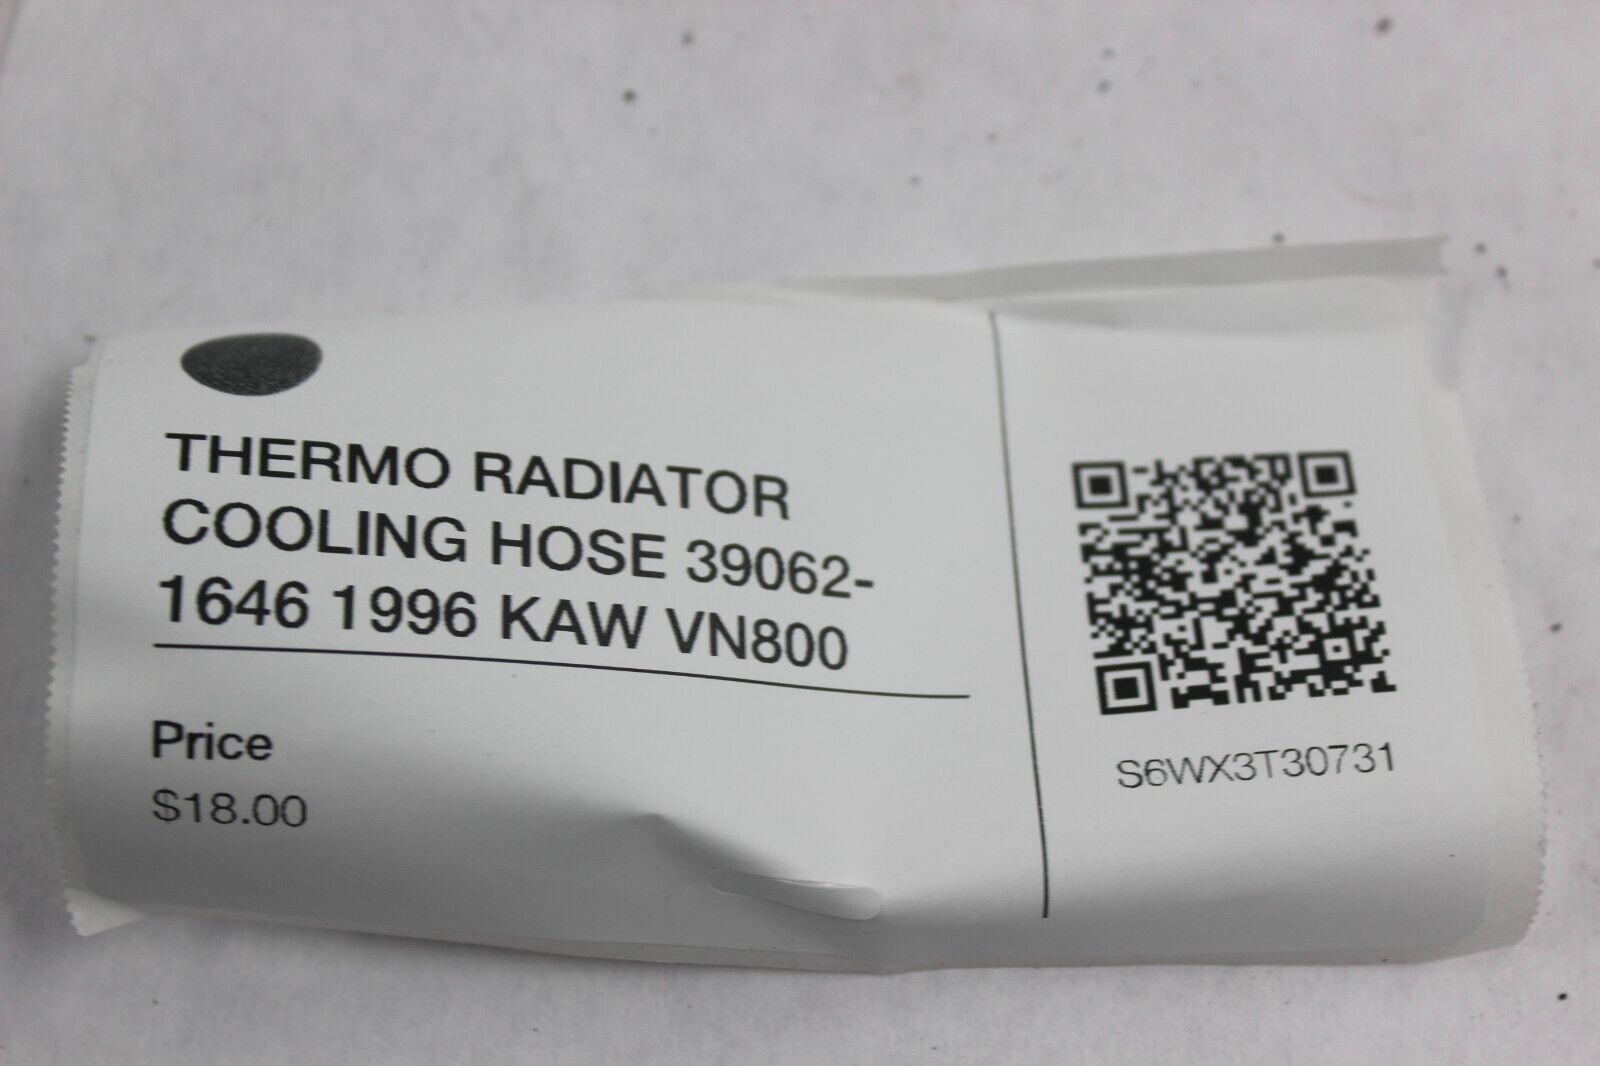 THERMO RADIATOR
COOLING HOSE 39062-
1646 1996 KAW VN800
Price
$18.00
S6WX3T30731